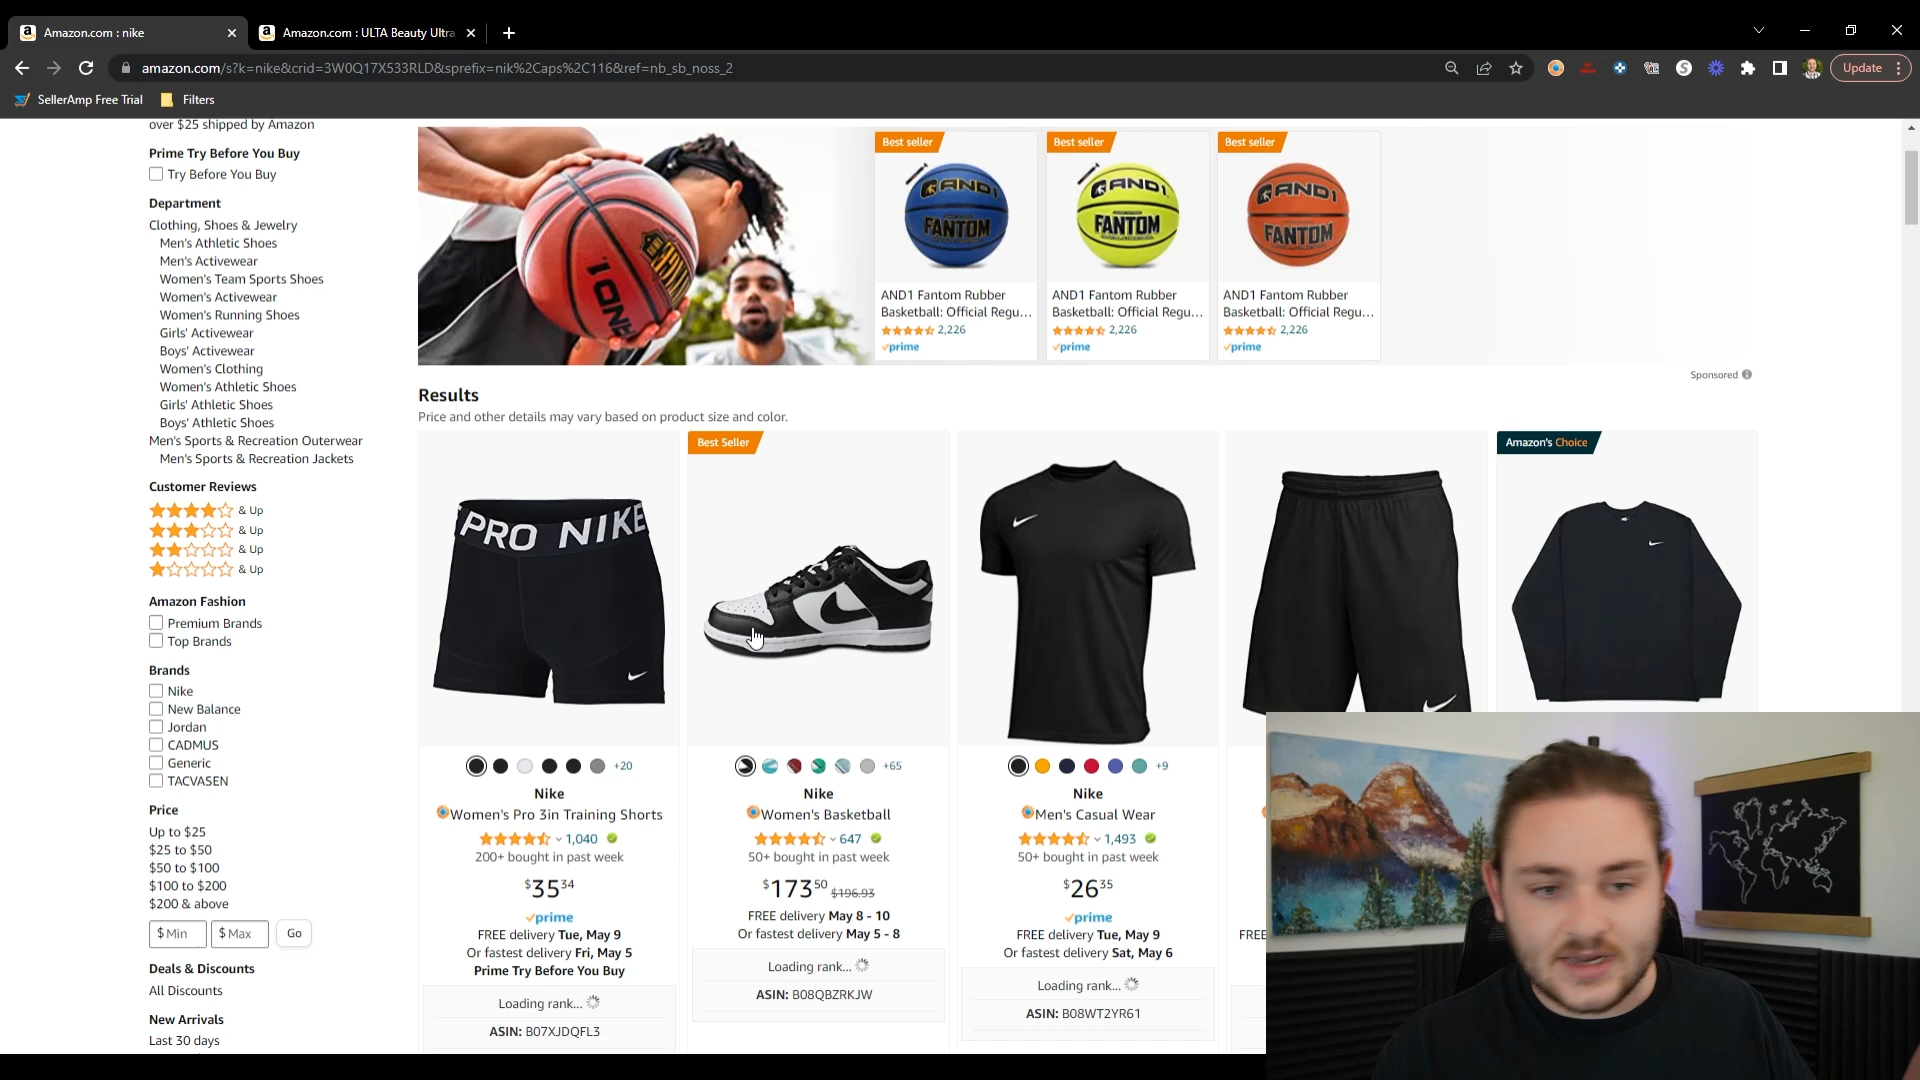 Amazon.com : nike
Amazon.com : ULTA Beauty Ultra
amazon.com/s?k=nike&crid=3W0Q17X533RLD&sprefix=nik%2Caps%2C116&ref=nb_sb_noss_2
Update
SellerAmp Free Trial
Filters
over $25 shipped by Amazon
Prime Try Before You Buy
Try Before You Buy
Department
Clothing, Shoes & Jewelry
Men's Athletic Shoes
Men's Activewear
Women's Team Sports Shoes
Women's Activewear
Women's Running Shoes
Girls' Activewear
Boys' Activewear
Women's Clothing
Women's Athletic Shoes
Girls' Athletic Shoes
Boys' Athletic Shoes
Men's Sports & Recreation Outerwear
Men's Sports & Recreation Jackets
Customer Reviews
& Up
& Up
& Up
& Up
Amazon Fashion
Premium Brands
Top Brands
Brands
Nike
New Balance
Jordan
CADMUS
Generic
TACVASEN
Price
Up to $25
$25 to $50
$50 to $100
$100 to $200
$200 & above
$ Min
$ Max
Go
Deals & Discounts
All Discounts
New Arrivals
Last 30 days
Best seller
Best seller
Best seller
AND1
FANTOM
AND1
FANTOM
AND1
FANTOM
AND1 Fantom Rubber
Basketball: Official Regu...
2,226
prime
AND1 Fantom Rubber
Basketball: Official Regu...
2,226
prime
AND1 Fantom Rubber
Basketball: Official Regu...
2,226
prime
Sponsored
Results
Price and other details may vary based on product size and color.
PRO NIKE
+20
Nike
Women's Pro 3in Training Shorts
1,040
200+ bought in past week
$35 34
prime
FREE delivery Tue, May 9
Or fastest delivery Fri, May 5
Prime Try Before You Buy
Loading rank...
ASIN: B07XJDQFL3
Best Seller
+65
Nike
Women's Basketball
647
50+ bought in past week
$173 50 $196.93
FREE delivery May 8 - 10
Or fastest delivery May 5 - 8
Loading rank...
ASIN: B08QBZRKJW
+9
Nike
Men's Casual Wear
1,493
50+ bought in past week
$26 35
prime
FREE delivery Tue, May 9
Or fastest delivery Sat, May 6
Loading rank...
ASIN: B08WT2YR61
FREE
Amazon's Choice